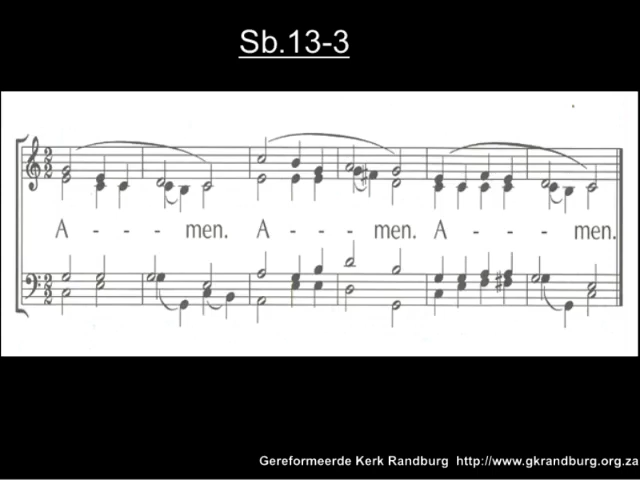 Sb.13-3
A - - - men. A - - - men. A - - - men.
Gereformeerde Kerk Randburg http://www.gkrandburg.org.za